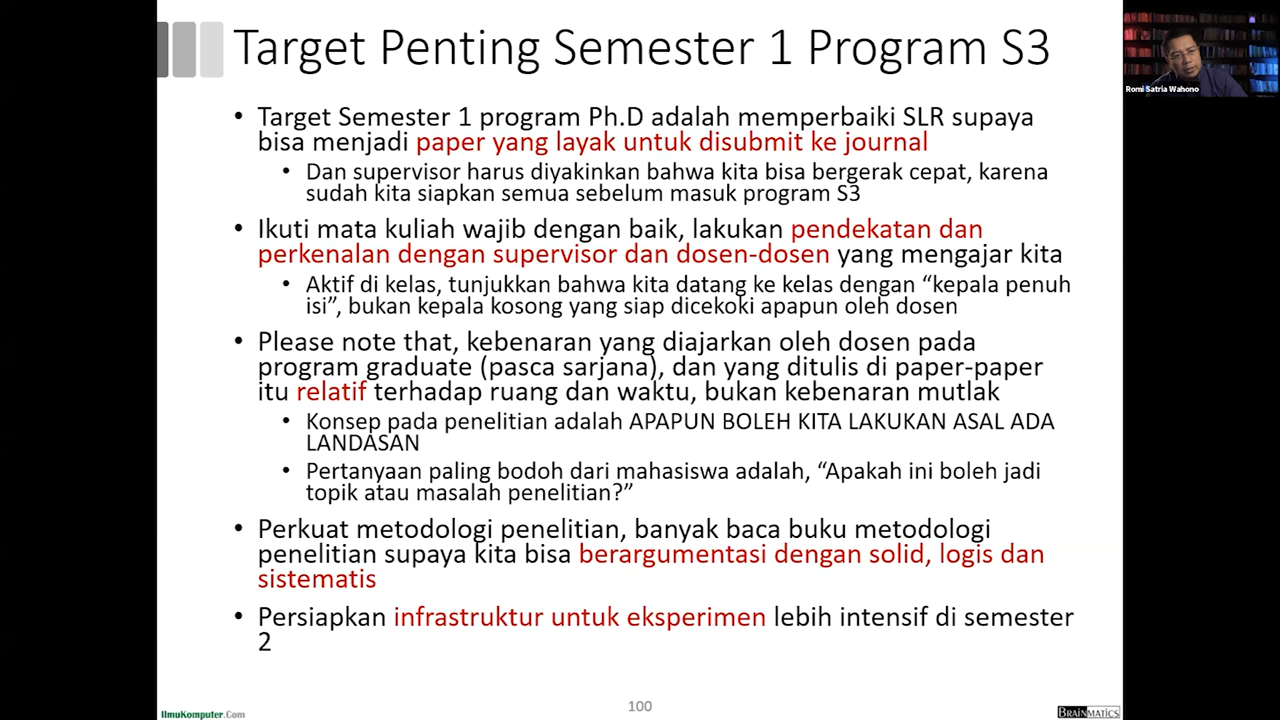 Target Penting Semester 1 Program S3
Romi Satria Wahono
• Target Semester 1 program Ph.D adalah memperbaiki SLR supaya
bisa menjadi paper yang layak untuk disubmit ke journal
• Dan supervisor harus diyakinkan bahwa kita bisa bergerak cepat, karena
sudah kita siapkan semua sebelum masuk program S3
• Ikuti mata kuliah wajib dengan baik, lakukan pendekatan dan
perkenalan dengan supervisor dan dosen-dosen yang mengajar kita
• Aktif di kelas, tunjukkan bahwa kita datang ke kelas dengan “kepala penuh
isi”, bukan kepala kosong yang siap dicekoki apapun oleh dosen
• Please note that, kebenaran yang diajarkan oleh dosen pada
program graduate (pasca sarjana), dan yang ditulis di paper-paper
itu relatif terhadap ruang dan waktu, bukan kebenaran mutlak
• Konsep pada penelitian adalah APAPUN BOLEH KITA LAKUKAN ASAL ADA
LANDASAN
• Pertanyaan paling bodoh dari mahasiswa adalah, “Apakah ini boleh jadi
topik atau masalah penelitian?”
• Perkuat metodologi penelitian, banyak baca buku metodologi
penelitian supaya kita bisa berargumentasi dengan solid, logis dan
sistematis
• Persiapkan infrastruktur untuk eksperimen lebih intensif di semester
2
IlmuKomputer.Com
100
BRAINMATICS